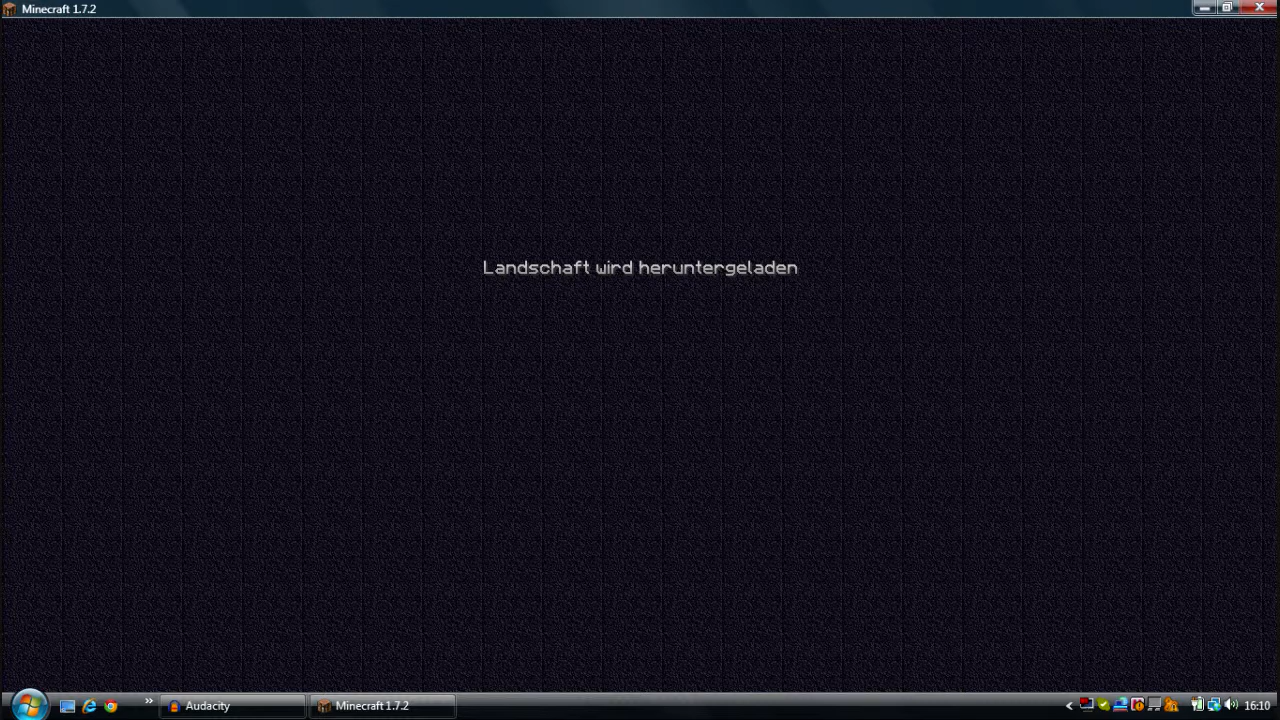 Minecraft 1.7.2
Landschaft wird heruntergeladen
Audacity
Minecraft 1.7.2
16:10